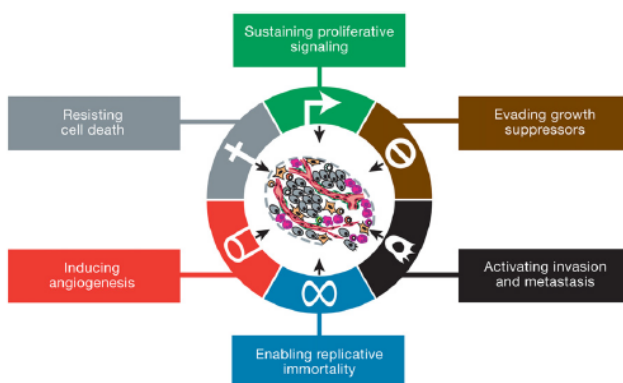 Sustaining proliferative
signaling
Resisting
cell death
Evading growth
suppressors
Inducing
angiogenesis
Activating invasion
and metastasis
Enabling replicative
immortality